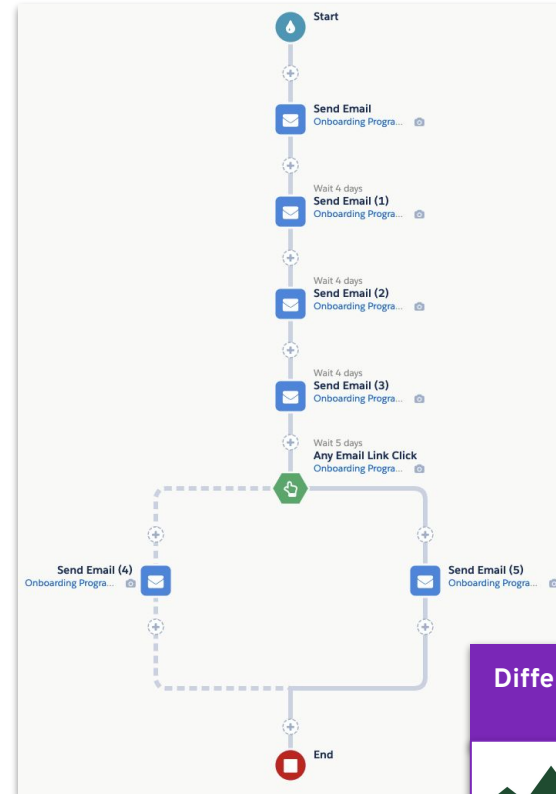 Start
Send Email
Onboarding Progra...
Wait 4 days
Send Email (1)
Onboarding Progra...
Wait 4 days
Send Email (2)
Onboarding Progra...
Wait 4 days
Send Email (3)
Onboarding Progra...
Wait 5 days
Any Email Link Click
Onboarding Progra...
Send Email (4)
Onboarding Progra...
Send Email (5)
Onboarding Progra...
Diffe
End